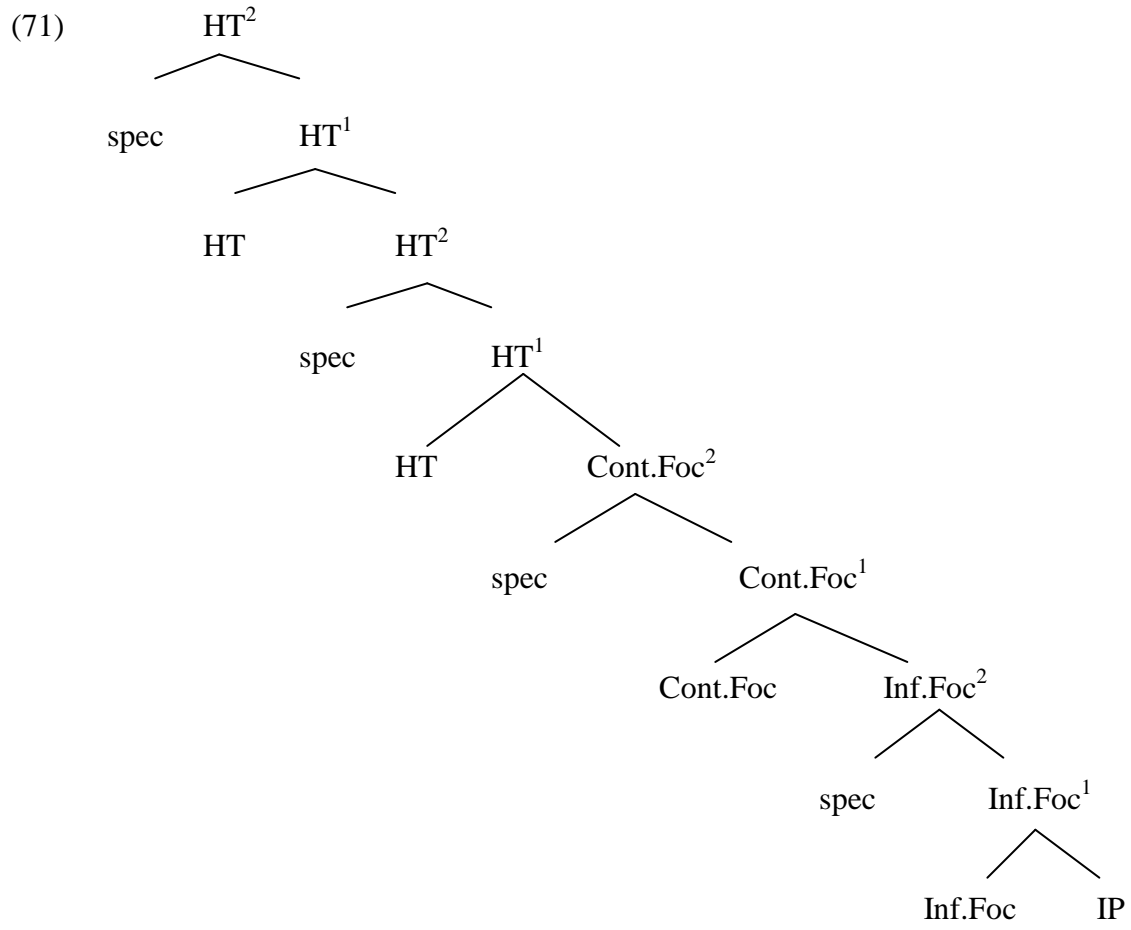 (71) HT²
spec HT¹
HT HT²
spec HT¹
HT Cont.Foc²
spec Cont.Foc¹
Cont.Foc Inf.Foc²
spec Inf.Foc¹
Inf.Foc IP